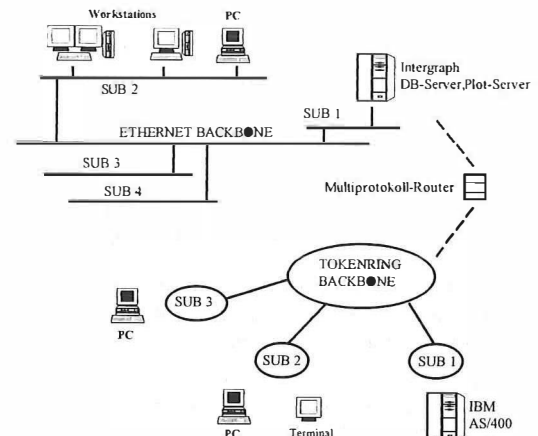 Workstations
PC
SUB 2
Intergraph
DB-Server,Plot-Server
SUB 1
ETHERNET BACKBONE
SUB 3
SUB 4
Multiprotokoll-Router
TOKENRING
BACKBONE
SUB 3
PC
SUB 2
SUB 1
PC
Terminal
IBM
AS/400